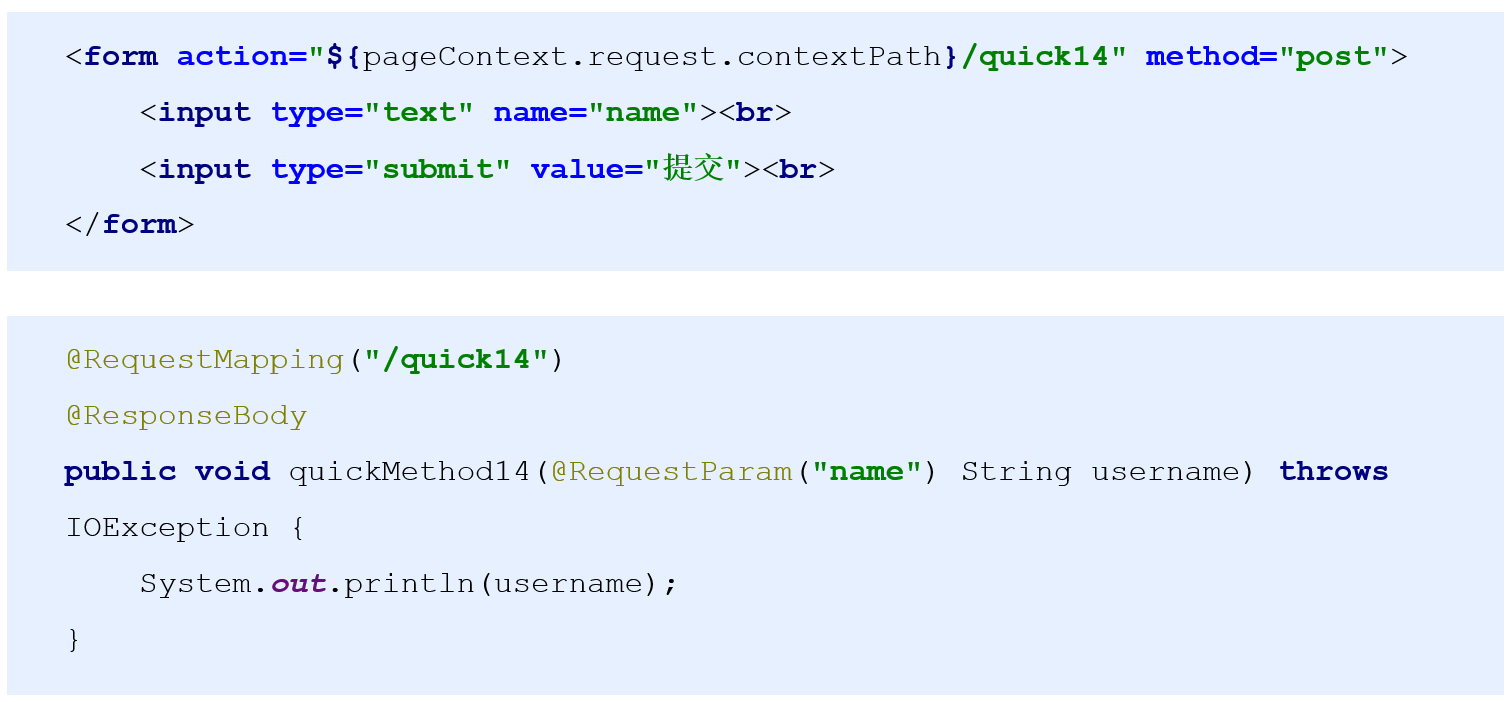 <form action="${pageContext.request.contextPath}/quick14" method="post">
    <input type="text" name="name"><br>
    <input type="submit" value="提交"><br>
</form>
@RequestMapping("/quick14")
@ResponseBody
public void quickMethod14(@RequestParam("name") String username) throws
IOException {
    System.out.println(username);
}